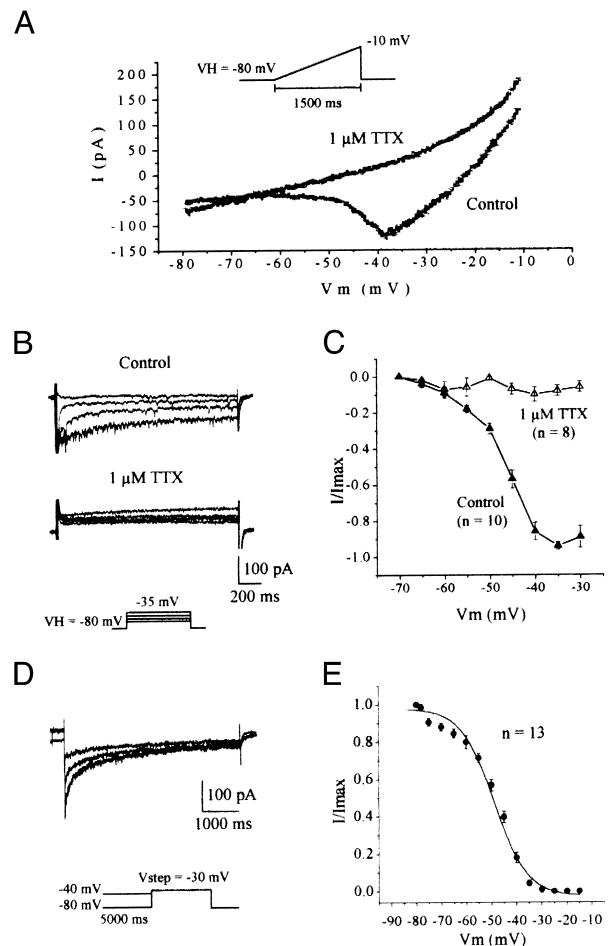 A
-10 mV
VH = -80 mV
1500 ms
200
150
100
50
0
-50
-100
-150
I (pA)
1 µM TTX
Control
-80 -70 -60 -50 -40 -30 -20 -10 0
Vm (mV)
B
Control
1 µM TTX
100 pA
200 ms
-35 mV
VH = -80 mV
C
0.0
-0.2
-0.4
-0.6
-0.8
-1.0
I/Imax
1 µM TTX
(n = 8)
Control
(n = 10)
-70 -60 -50 -40 -30
Vm (mV)
D
100 pA
1000 ms
Vstep = -30 mV
-40 mV
-80 mV
5000 ms
E
1.0
0.8
0.6
0.4
0.2
0.0
I/Imax
n = 13
-90 -80 -70 -60 -50 -40 -30 -20 -10
Vm (mV)